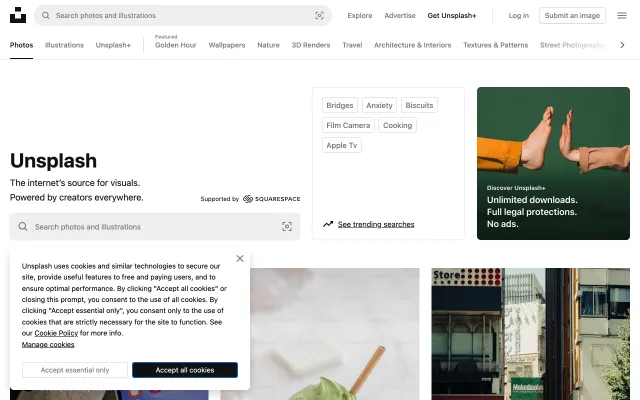 Search photos and illustrations
Explore
Advertise
Get Unsplash+
Log in
Submit an image
Photos
Illustrations
Unsplash+
Featured
Golden Hour
Wallpapers
Nature
3D Renders
Travel
Architecture & Interiors
Textures & Patterns
Street Photography
Unsplash
The internet's source for visuals.
Powered by creators everywhere.
Supported by SQUARESPACE
Search photos and illustrations
Bridges
Anxiety
Biscuits
Film Camera
Cooking
Apple Tv
See trending searches
Discover Unsplash+
Unlimited downloads.
Full legal protections.
No ads.
Unsplash uses cookies and similar technologies to secure our
site, provide useful features to free and paying users, and to
ensure optimal performance. By clicking "Accept all cookies" or
closing this prompt, you consent to the use of all cookies. By
clicking "Accept essential only", you consent only to the use of
cookies that are strictly necessary for the site to function. See
our Cookie Policy for more info.
Manage cookies
Accept essential only
Accept all cookies
Store